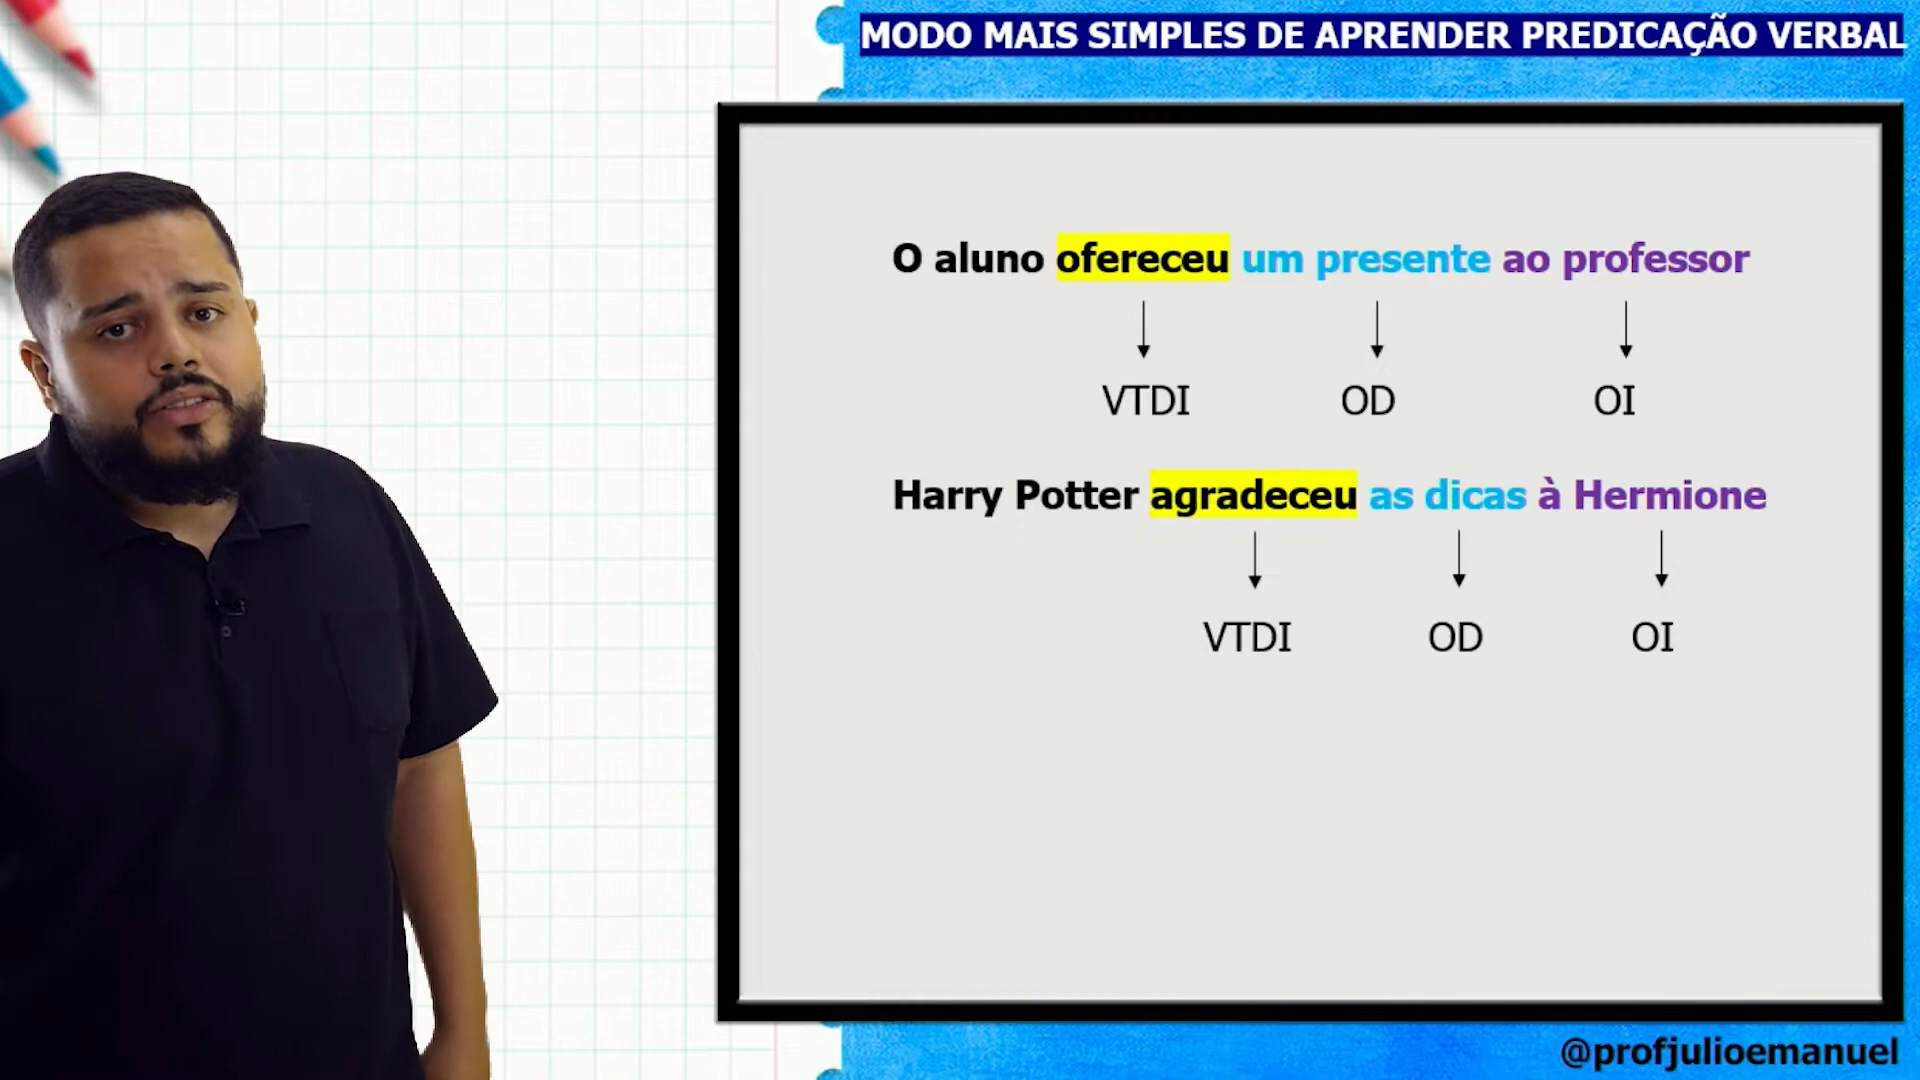 MODO MAIS SIMPLES DE APRENDER PREDICAÇÃO VERBAL
O aluno ofereceu um presente ao professor
VTDI OD OI
Harry Potter agradeceu as dicas à Hermione
VTDI OD OI
@profjulioemanuel